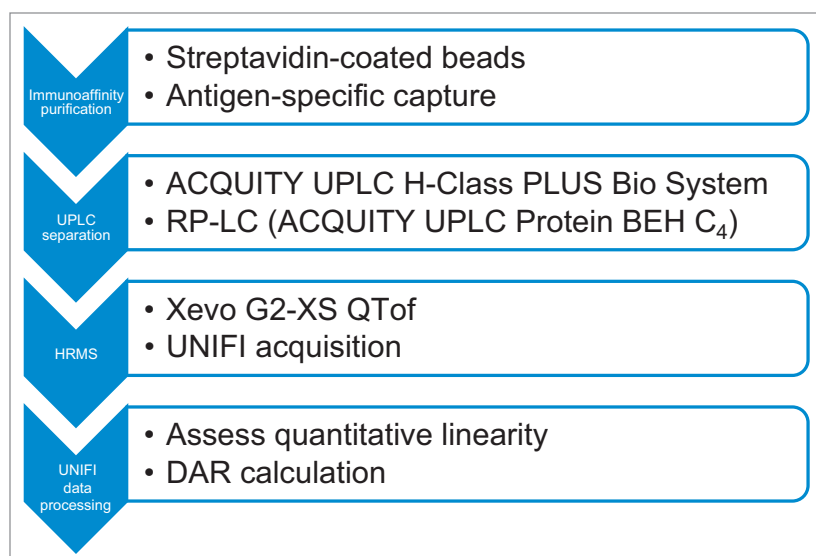 Immunoaffinity
purification
• Streptavidin-coated beads
• Antigen-specific capture
UPLC
separation
• ACQUITY UPLC H-Class PLUS Bio System
• RP-LC (ACQUITY UPLC Protein BEH C₄)
HRMS
• Xevo G2-XS QTof
• UNIFI acquisition
UNIFI
data
processing
• Assess quantitative linearity
• DAR calculation